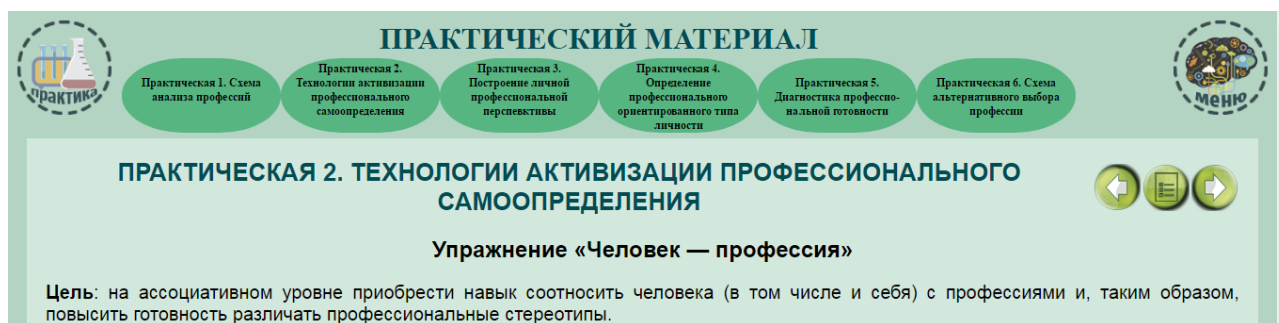 ПРАКТИЧЕСКИЙ МАТЕРИАЛ
практика
Практическая 1. Схема
анализа профессий
Практическая 2.
Технологии активизации
профессионального
самоопределения
Практическая 3.
Построение личной
профессиональной
перспективы
Практическая 4.
Определение
профессионального
ориентированного типа
личности
Практическая 5.
Диагностика профессио-
нальной готовности
Практическая 6. Схема
альтернативного выбора
профессии
меню
ПРАКТИЧЕСКАЯ 2. ТЕХНОЛОГИИ АКТИВИЗАЦИИ ПРОФЕССИОНАЛЬНОГО
САМООПРЕДЕЛЕНИЯ
Упражнение «Человек — профессия»
Цель: на ассоциативном уровне приобрести навык соотносить человека (в том числе и себя) с профессиями и, таким образом,
повысить готовность различать профессиональные стереотипы.